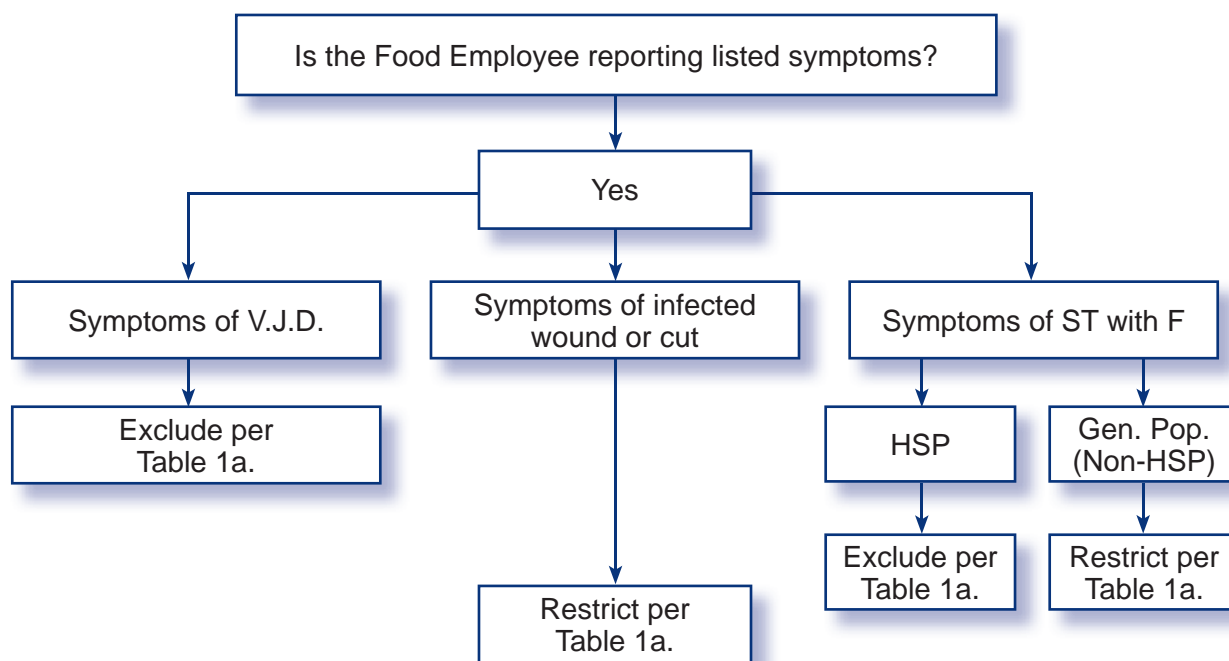 Is the Food Employee reporting listed symptoms?
Yes
Symptoms of V.J.D.
Symptoms of infected
wound or cut
Symptoms of ST with F
Exclude per
Table 1a.
HSP
Gen. Pop.
(Non-HSP)
Exclude per
Table 1a.
Restrict per
Table 1a.
Restrict per
Table 1a.